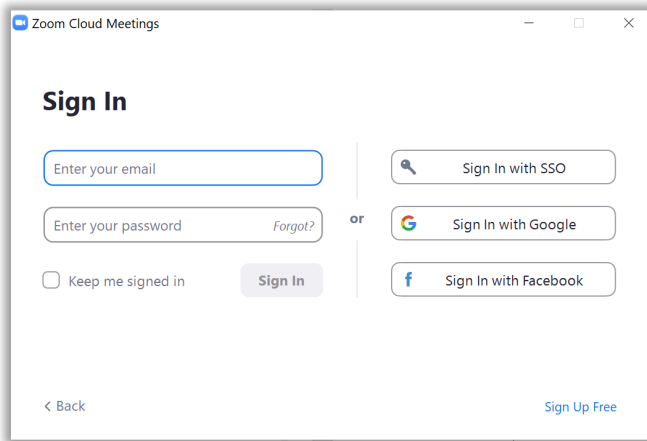 Zoom Cloud Meetings
Sign In
Enter your email
Enter your password Forgot?
Keep me signed in Sign In
or
Sign In with SSO
Sign In with Google
Sign In with Facebook
Back
Sign Up Free